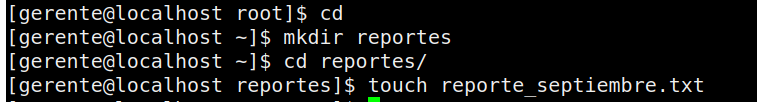 [gerente@localhost root]$ cd
[gerente@localhost ~]$ mkdir reportes
[gerente@localhost ~]$ cd reportes/
[gerente@localhost reportes]$ touch reporte_septiembre.txt